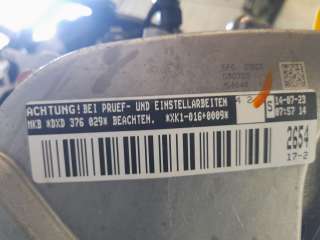 ACHTUNG! BEI PRUEF- UND EINSTELLARBEITEN
MKB *DXD 376 029* BEACHTEN. *XK1-016+0009*
S
14-07-23
07:57 14
2654
17-2